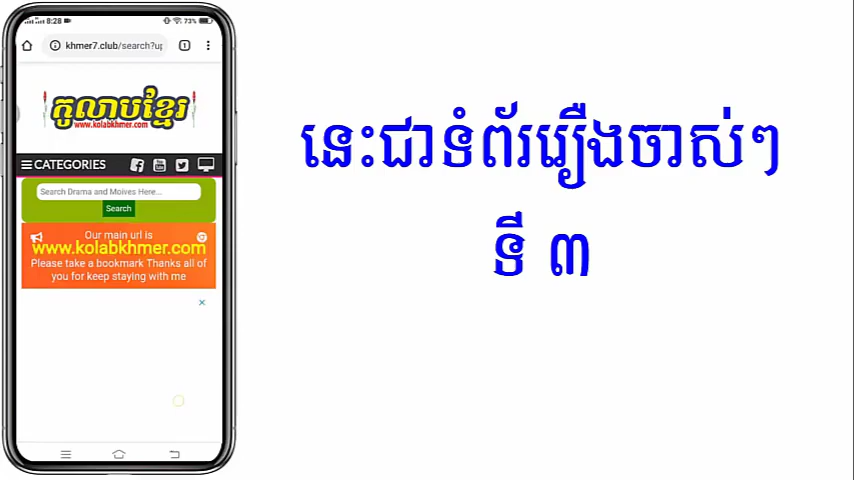 8:28
73%
khmer7.club/search?up
1
កូលាបខ្មែរ
www.kolabkhmer.com
CATEGORIES
Search Drama and Moives Here...
Search
Our main url is
www.kolabkhmer.com
Please take a bookmark Thanks all of
you for keep staying with me
នេះជាទំព័ររឿងចាស់ៗ
ទី ៣